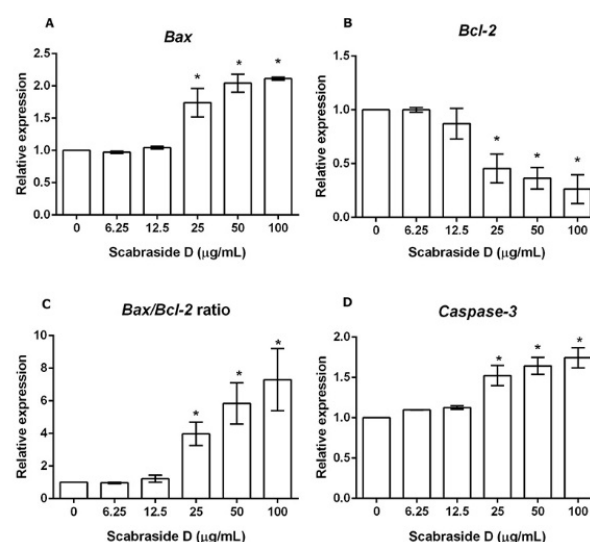 A
Bax
Relative expression
2.5
2.0
1.5
1.0
0.5
0.0
* * *
0 6.25 12.5 25 50 100
Scabraside D (µg/mL)
B
Bcl-2
Relative expression
1.5
1.0
0.5
0.0
* * *
0 6.25 12.5 25 50 100
Scabraside D (µg/mL)
C
Bax/Bcl-2 ratio
Relative expression
10
8
6
4
2
0
* * *
0 6.25 12.5 25 50 100
Scabraside D (µg/mL)
D
Caspase-3
Relative expression
2.0
1.5
1.0
0.5
0.0
* * *
0 6.25 12.5 25 50 100
Scabraside D (µg/mL)